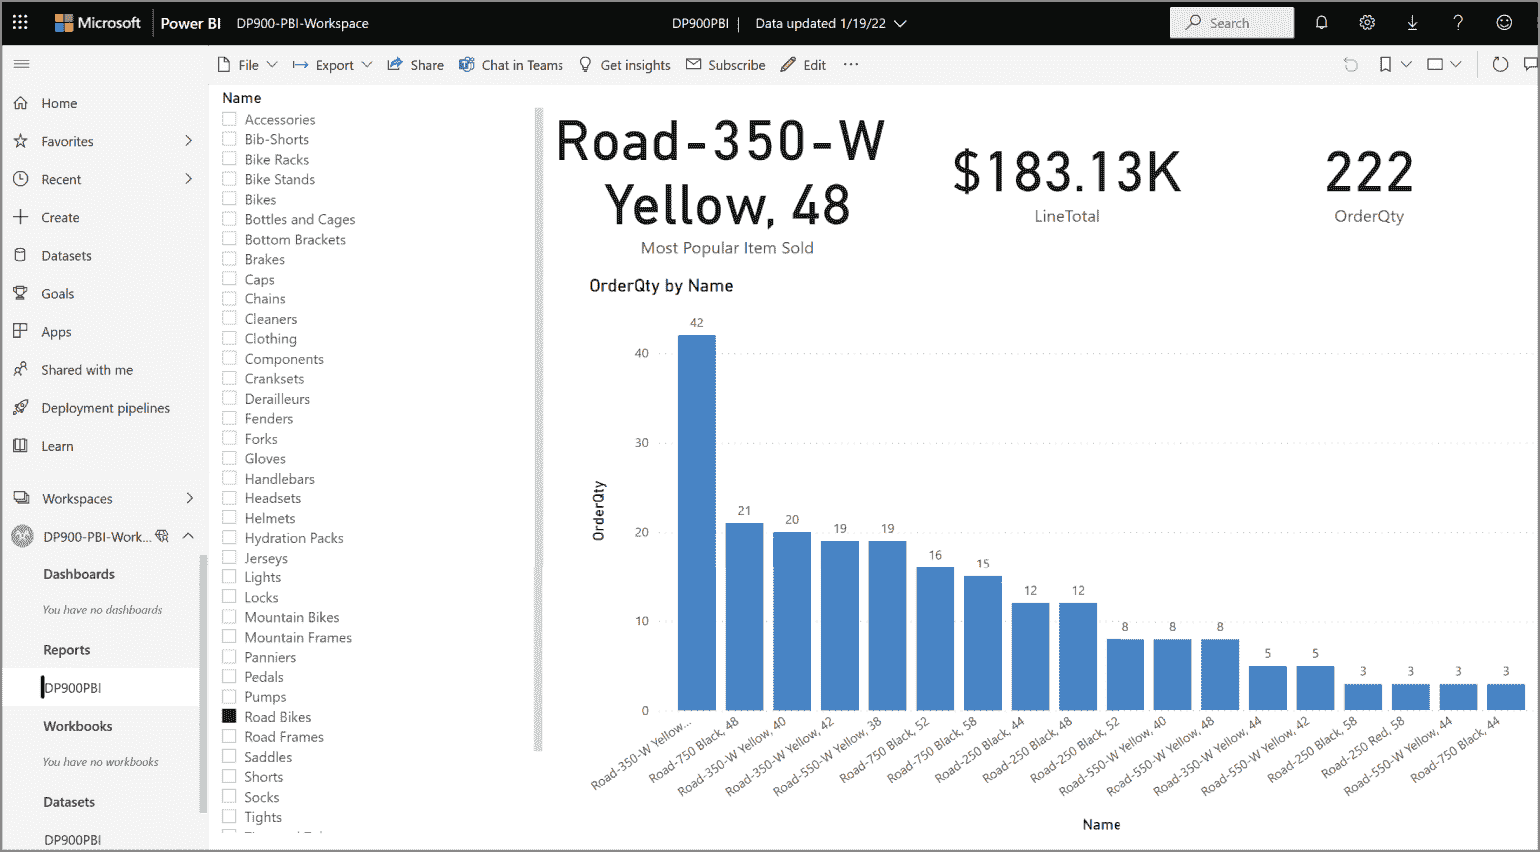 Microsoft Power BI DP900-PBI-Workspace DP900PBI | Data updated 1/19/22 Search
File Export Share Chat in Teams Get insights Subscribe Edit ...
Home
Favorites
Recent
Create
Datasets
Goals
Apps
Shared with me
Deployment pipelines
Learn
Workspaces
DP900-PBI-Work...
Dashboards
You have no dashboards
Reports
DP900PBI
Workbooks
You have no workbooks
Datasets
DP900PBI
Name
Accessories
Bib-Shorts
Bike Racks
Bike Stands
Bikes
Bottles and Cages
Bottom Brackets
Brakes
Caps
Chains
Cleaners
Clothing
Components
Cranksets
Derailleurs
Fenders
Forks
Gloves
Handlebars
Headsets
Helmets
Hydration Packs
Jerseys
Lights
Locks
Mountain Bikes
Mountain Frames
Panniers
Pedals
Pumps
Road Bikes
Road Frames
Saddles
Shorts
Socks
Tights
Road-350-W
Yellow, 48
Most Popular Item Sold
$183.13K
LineTotal
222
OrderQty
OrderQty by Name
OrderQty
40
30
20
10
0
42
21
20
19
19
16
15
12
12
8
8
8
5
5
3
3
3
3
Road-350-W Yellow...
Road-750 Black, 48
Road-350-W Yellow, 40
Road-350-W Yellow, 42
Road-550-W Yellow, 38
Road-750 Black, 52
Road-750 Black, 58
Road-250 Black, 44
Road-250 Black, 48
Road-250 Black, 52
Road-550-W Yellow, 40
Road-550-W Yellow, 48
Road-350-W Yellow, 44
Road-550-W Yellow, 42
Road-250 Black, 58
Road-250 Red, 58
Road-550-W Yellow, 44
Road-750 Black, 44
Name